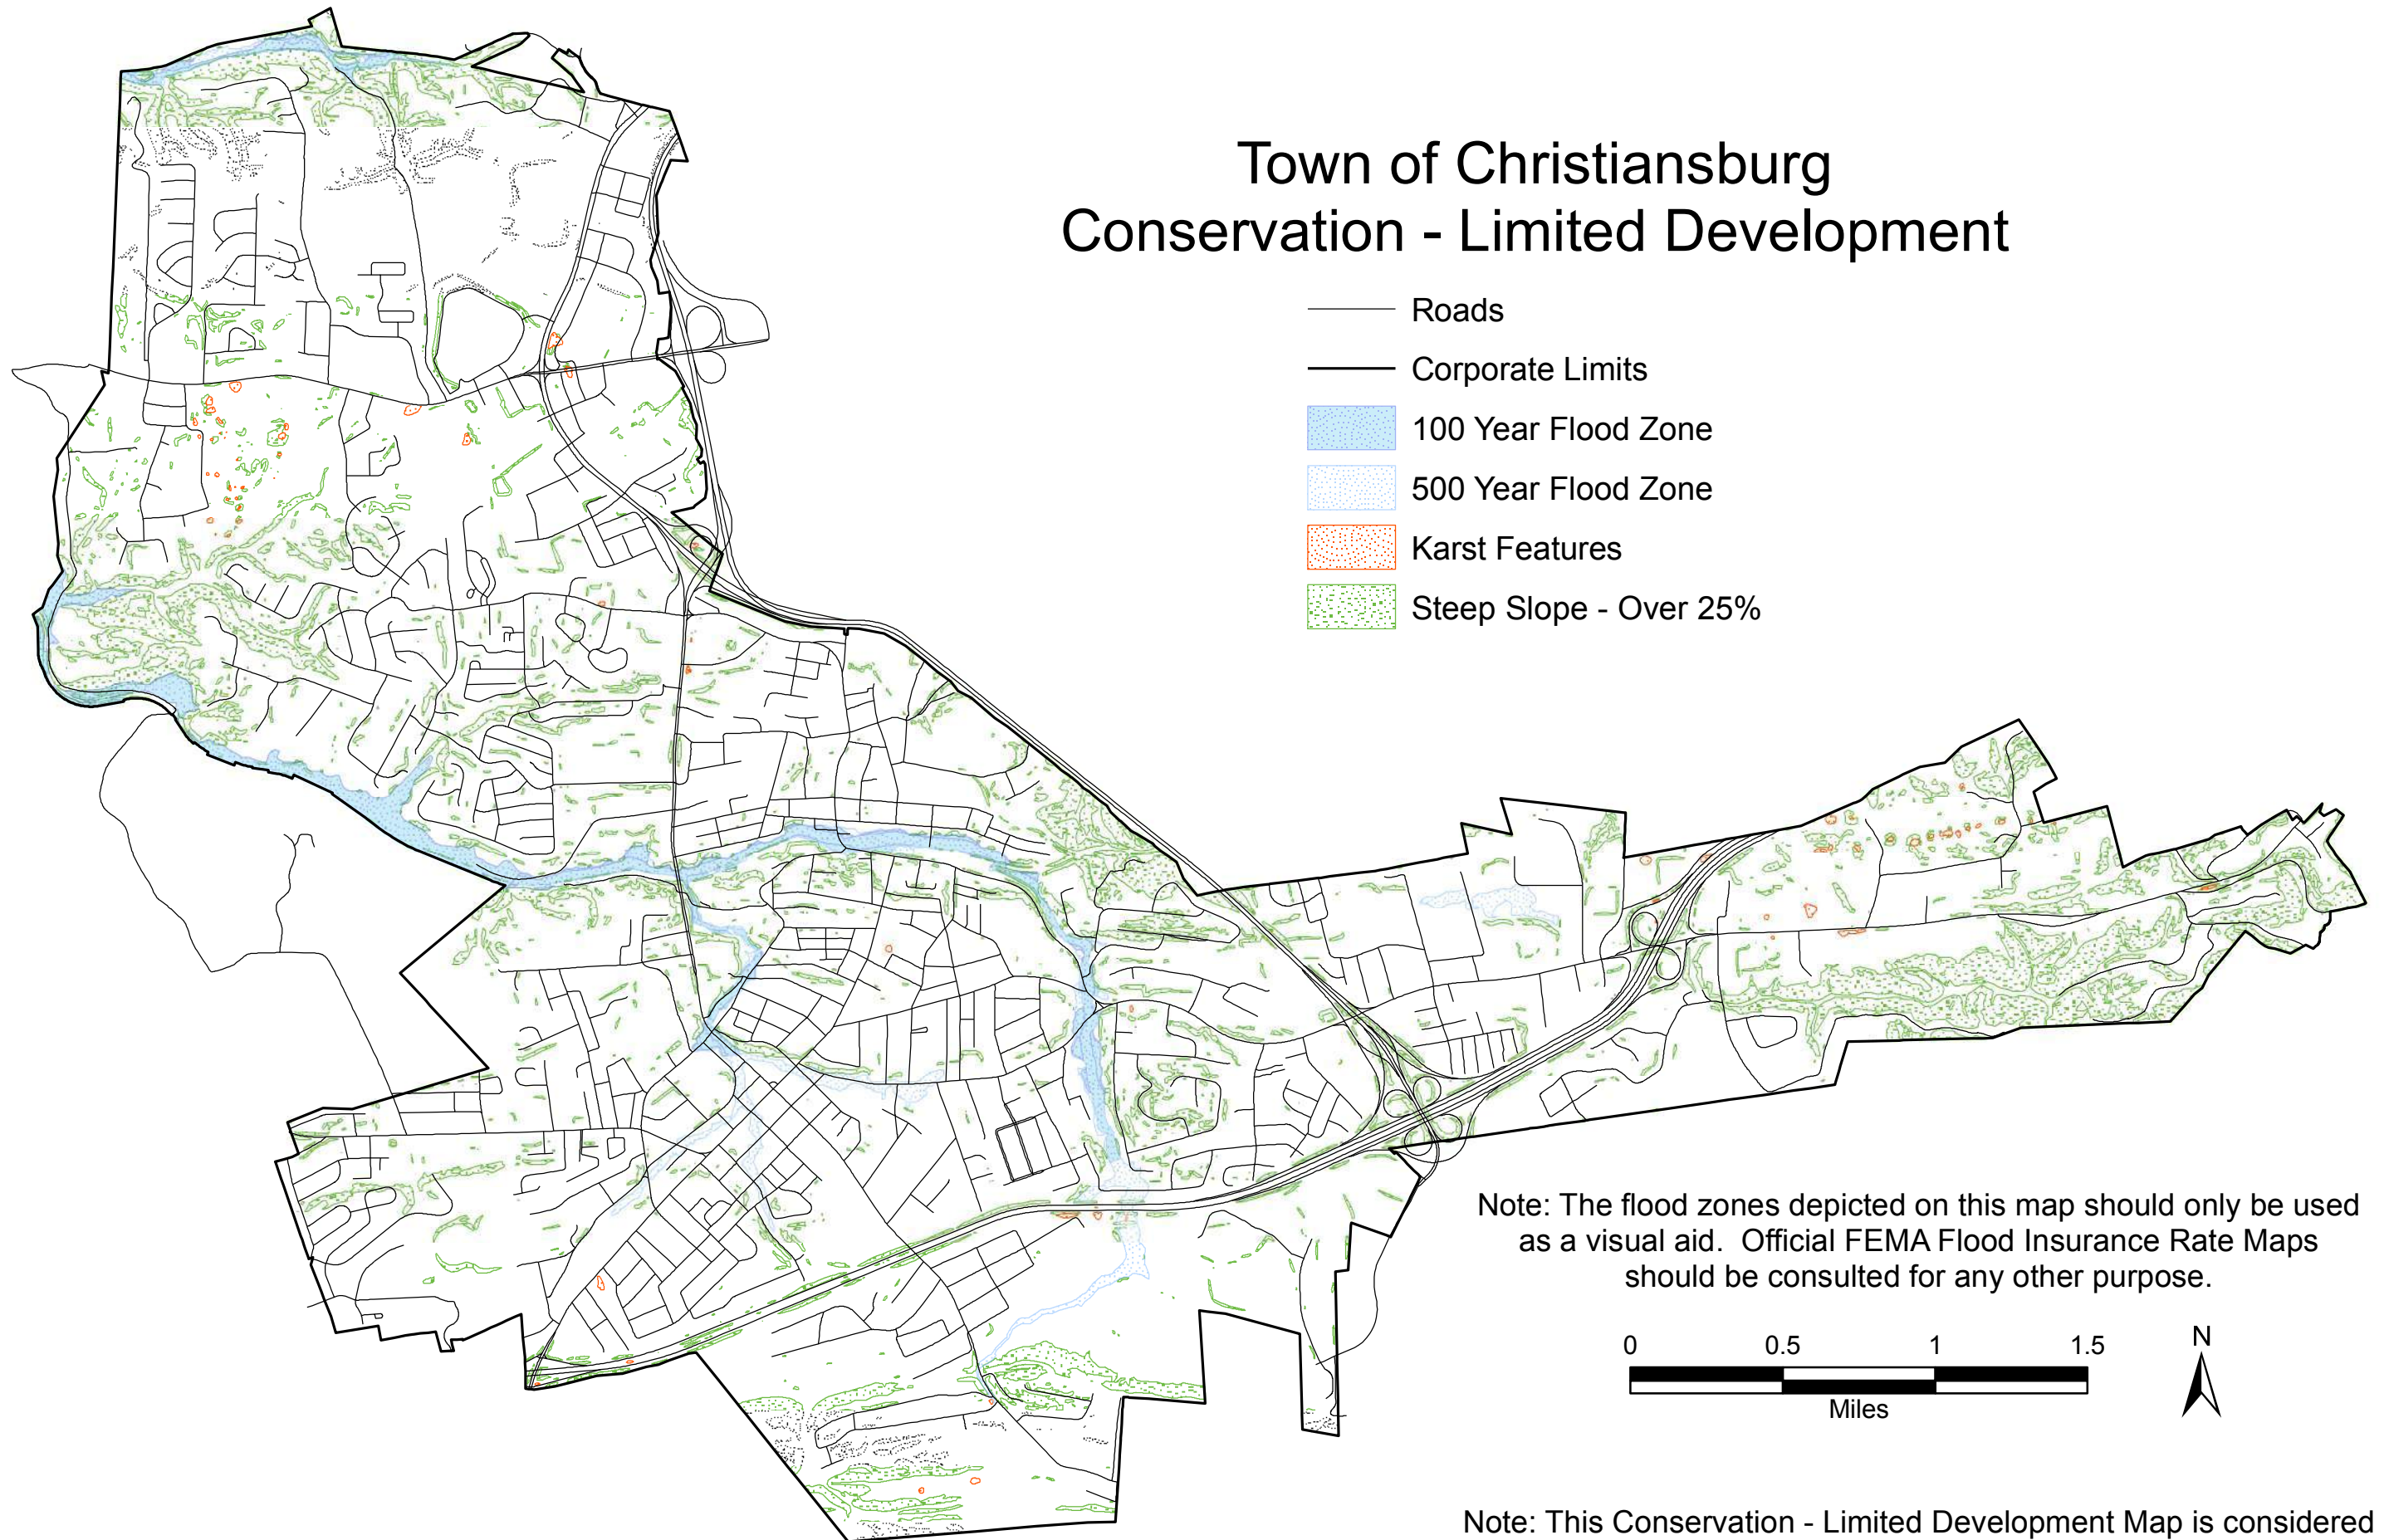 Town of Christiansburg
Conservation - Limited Development
Roads
Corporate Limits
100 Year Flood Zone
500 Year Flood Zone
Karst Features
Steep Slope - Over 25%
Note: The flood zones depicted on this map should only be used
as a visual aid.  Official FEMA Flood Insurance Rate Maps
should be consulted for any other purpose.
0 0.5 1 1.5
Miles
N
Note: This Conservation - Limited Development Map is considered